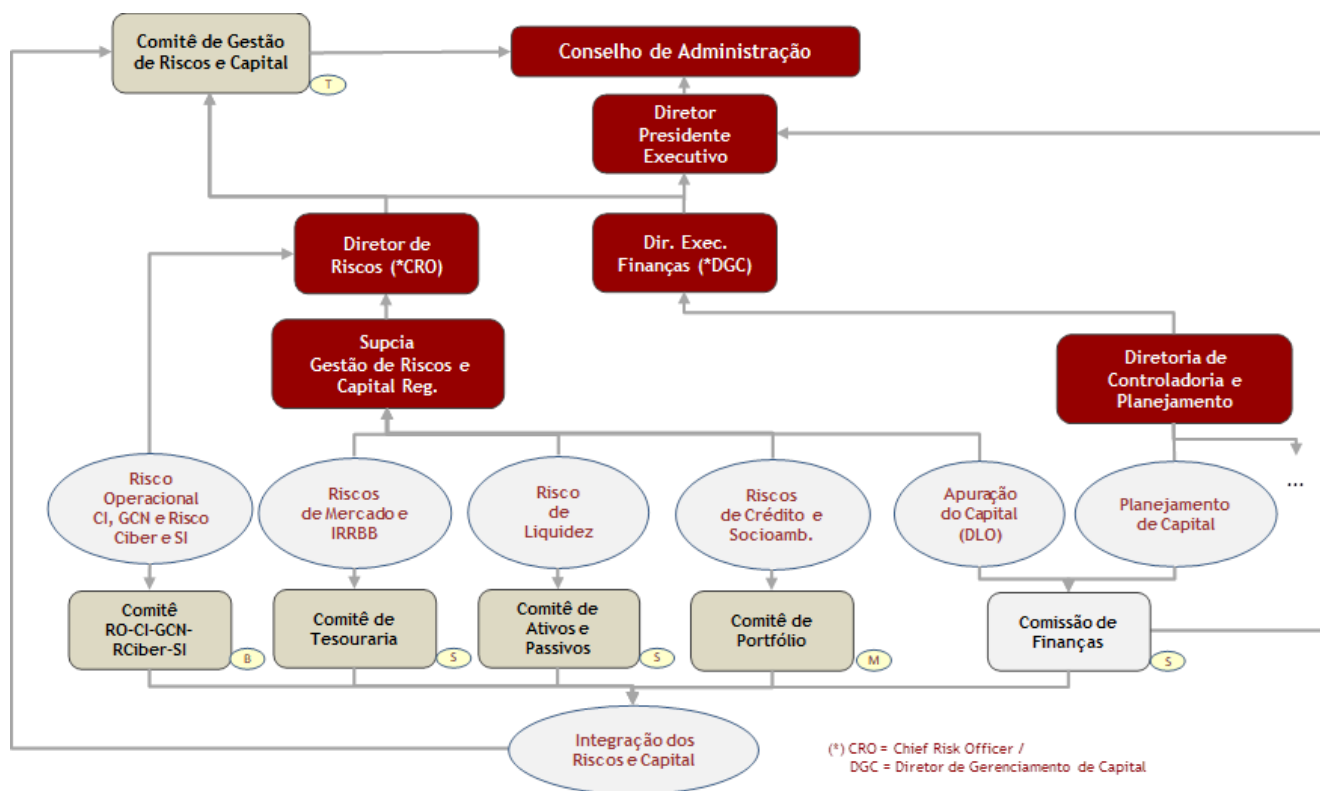 Comitê de Gestão
de Riscos e Capital
T
Conselho de Administração
Diretor
Presidente
Executivo
Diretor de
Riscos (*CRO)
Dir. Exec.
Finanças (*DGC)
Supcia
Gestão de Riscos e
Capital Reg.
Diretoria de
Controladoria e
Planejamento
Risco
Operacional
CI, GCN e Risco
Ciber e SI
Riscos
de Mercado e
IRRBB
Risco
de
Liquidez
Riscos
de Crédito e
Socioamb.
Apuração
do Capital
(DLO)
Planejamento
de Capital
...
Comitê
RO-CI-GCN-
RCiber-SI
B
Comitê de
Tesouraria
S
Comitê de
Ativos e
Passivos
S
Comitê de
Portfólio
M
Comissão de
Finanças
S
Integração dos
Riscos e Capital
(*) CRO = Chief Risk Officer /
DGC = Diretor de Gerenciamento de Capital